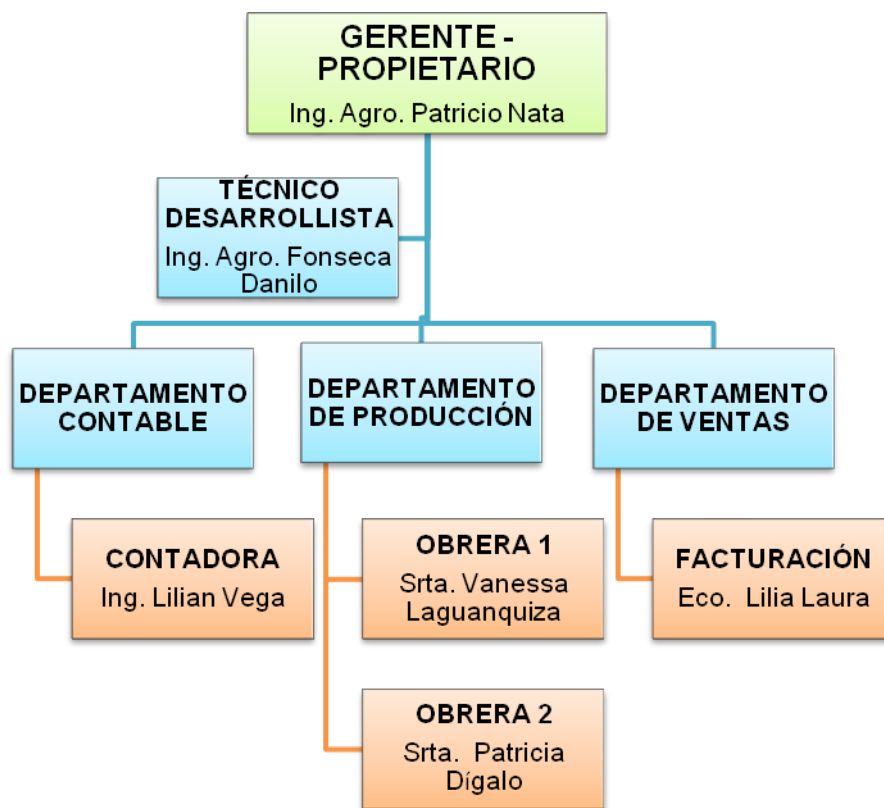 GERENTE -
PROPIETARIO
Ing. Agro. Patricio Nata
TÉCNICO
DESARROLLISTA
Ing. Agro. Fonseca
Danilo
DEPARTAMENTO
CONTABLE
DEPARTAMENTO
DE PRODUCCIÓN
DEPARTAMENTO
DE VENTAS
CONTADORA
Ing. Lilian Vega
OBRERA 1
Srta. Vanessa
Laguanquiza
FACTURACIÓN
Eco. Lilia Laura
OBRERA 2
Srta. Patricia
Dígalo